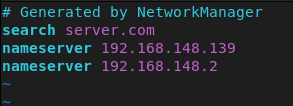 # Generated by NetworkManager
search server.com
nameserver 192.168.148.139
nameserver 192.168.148.2
~
~